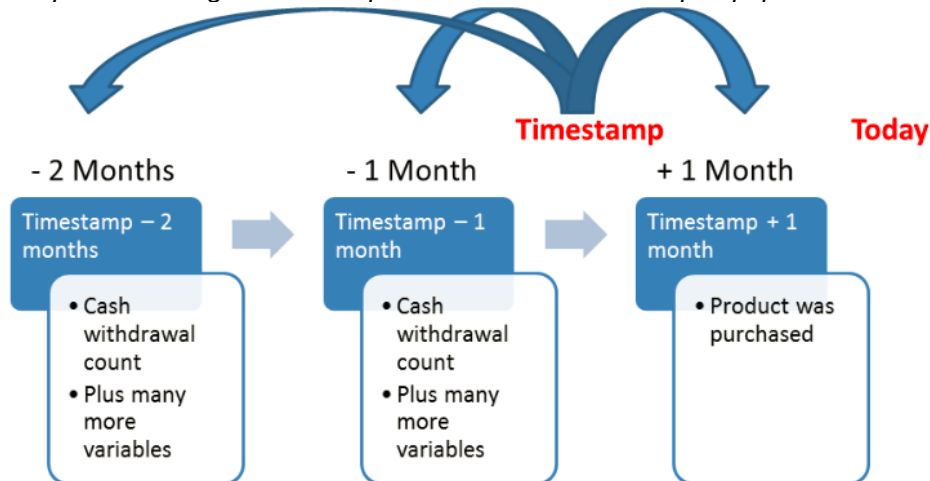 Timestamp
Today
- 2 Months
- 1 Month
+ 1 Month
Timestamp – 2
months
Timestamp – 1
month
Timestamp + 1
month
• Cash
withdrawal
count
• Plus many
more
variables
• Cash
withdrawal
count
• Plus many
more
variables
• Product was
purchased